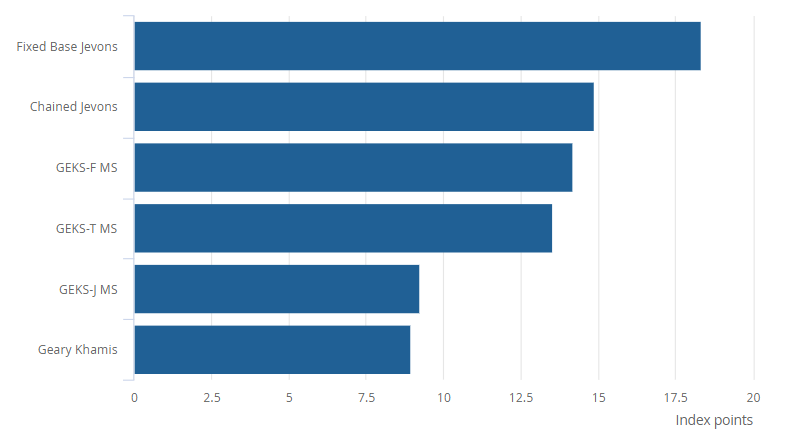 Fixed Base Jevons
Chained Jevons
GEKS-F MS
GEKS-T MS
GEKS-J MS
Geary Khamis
0 2.5 5 7.5 10 12.5 15 17.5 20
Index points